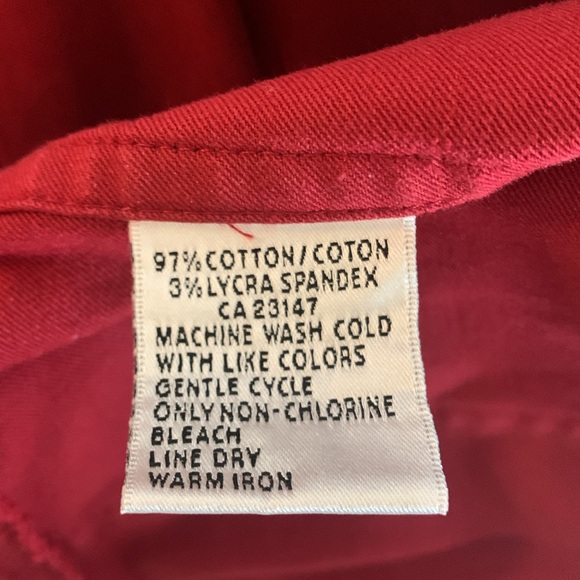 97% COTTON/COTON
3% LYCRA SPANDEX
CA 23147
MACHINE WASH COLD
WITH LIKE COLORS
GENTLE CYCLE
ONLY NON-CHLORINE
BLEACH
LINE DRY
WARM IRON